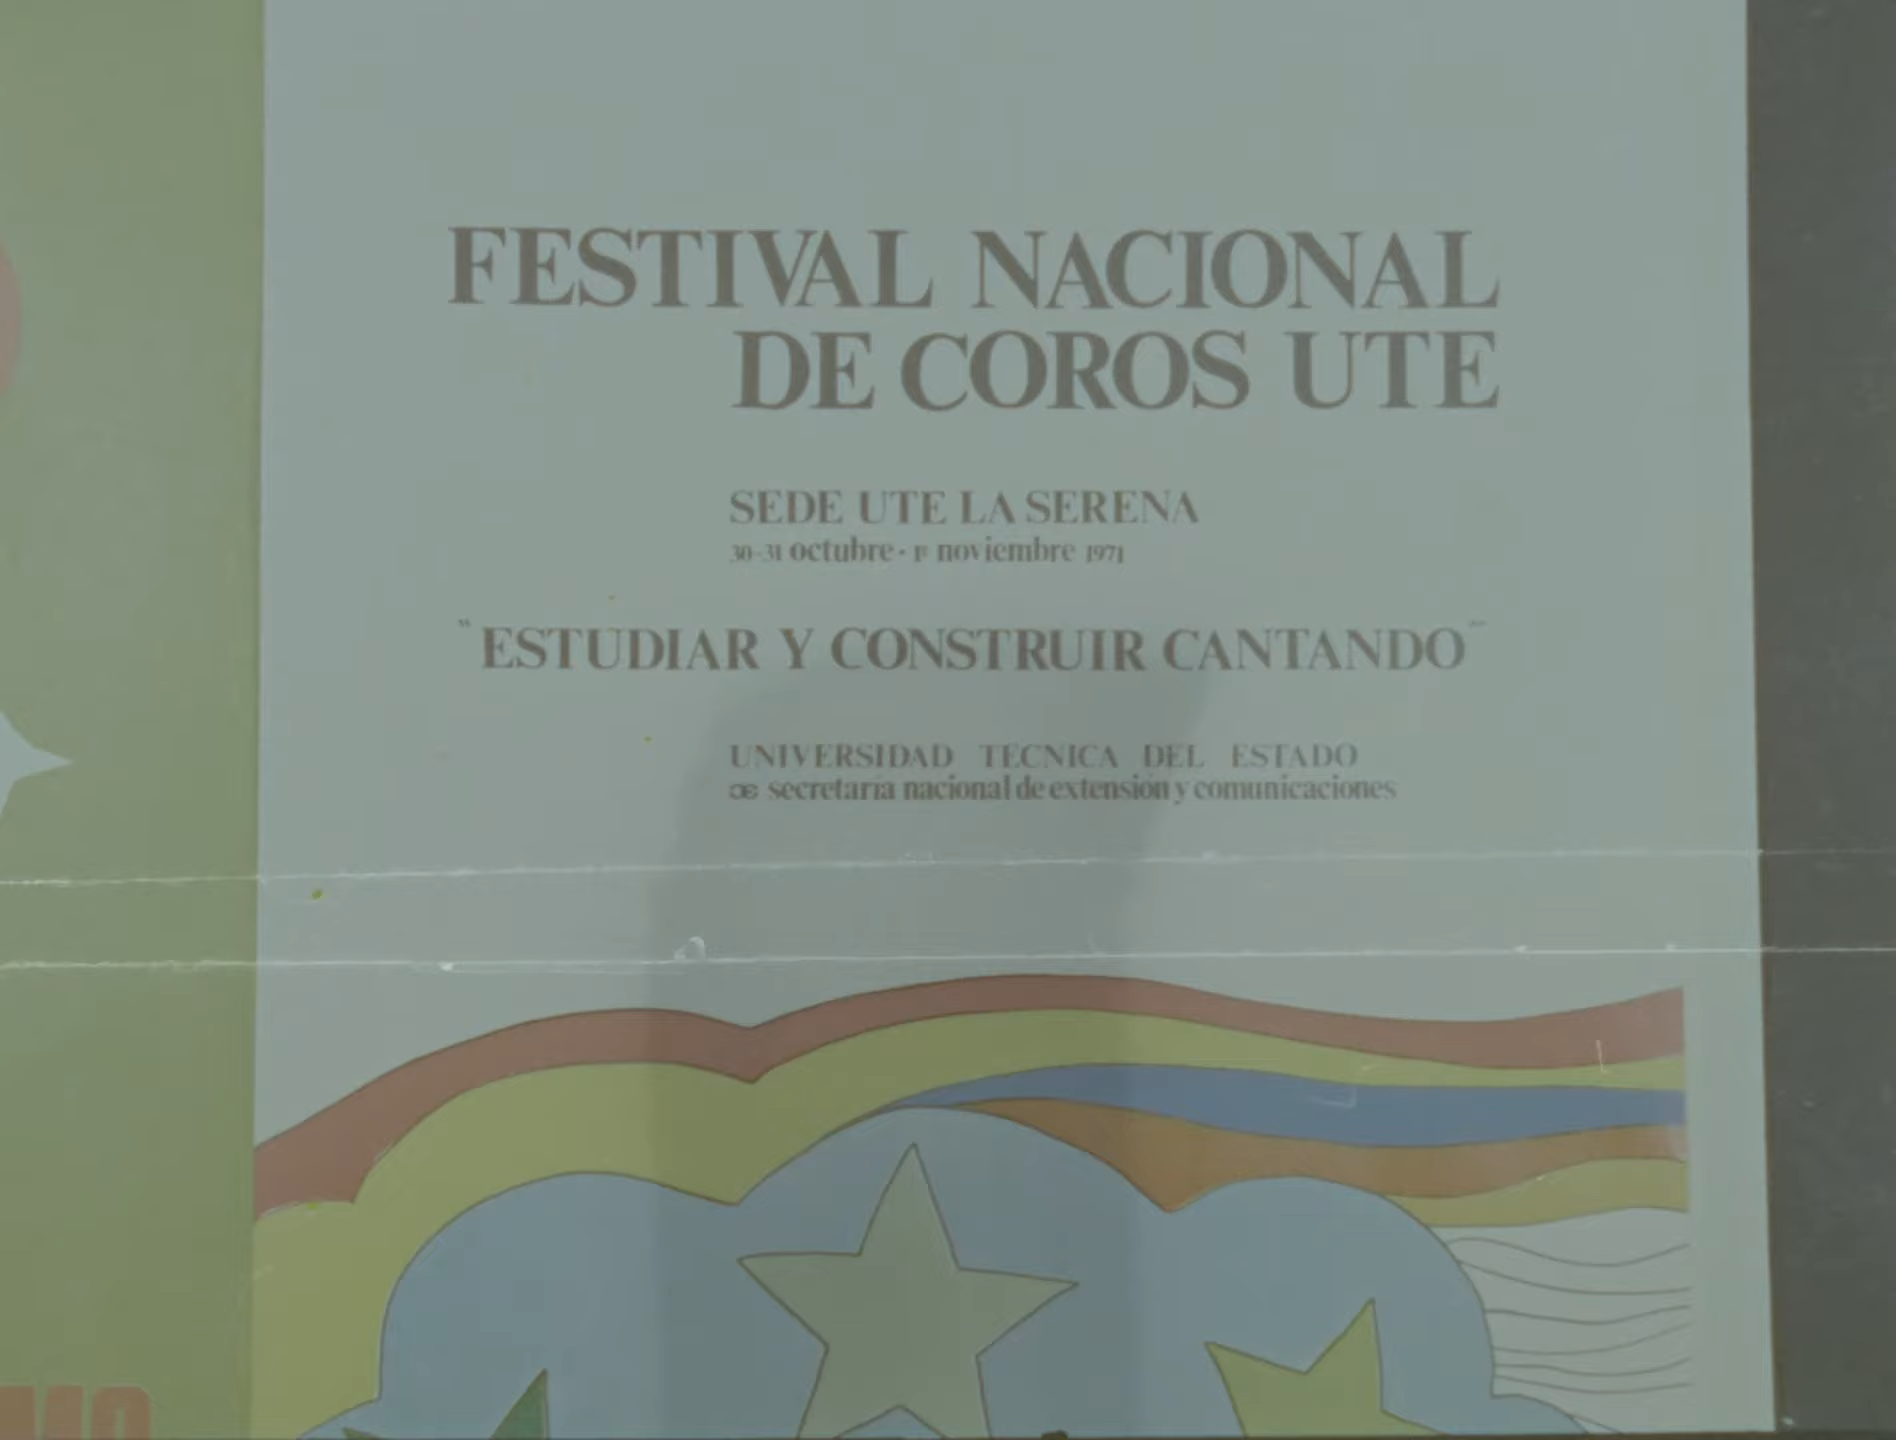 FESTIVAL NACIONAL
DE COROS UTE
SEDE UTE LA SERENA
30-31 octubre · 1º noviembre 1971
"ESTUDIAR Y CONSTRUIR CANTANDO"
UNIVERSIDAD TECNICA DEL ESTADO
secretaría nacional de extensión y comunicaciones